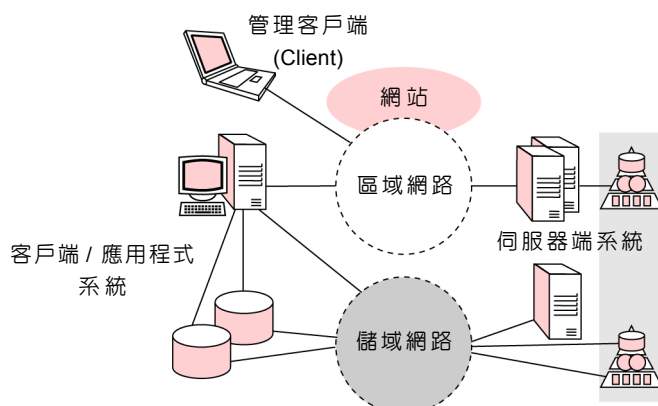 管理客戶端
(Client)
網站
區域網路
伺服器端系統
客戶端 / 應用程式
系統
儲域網路